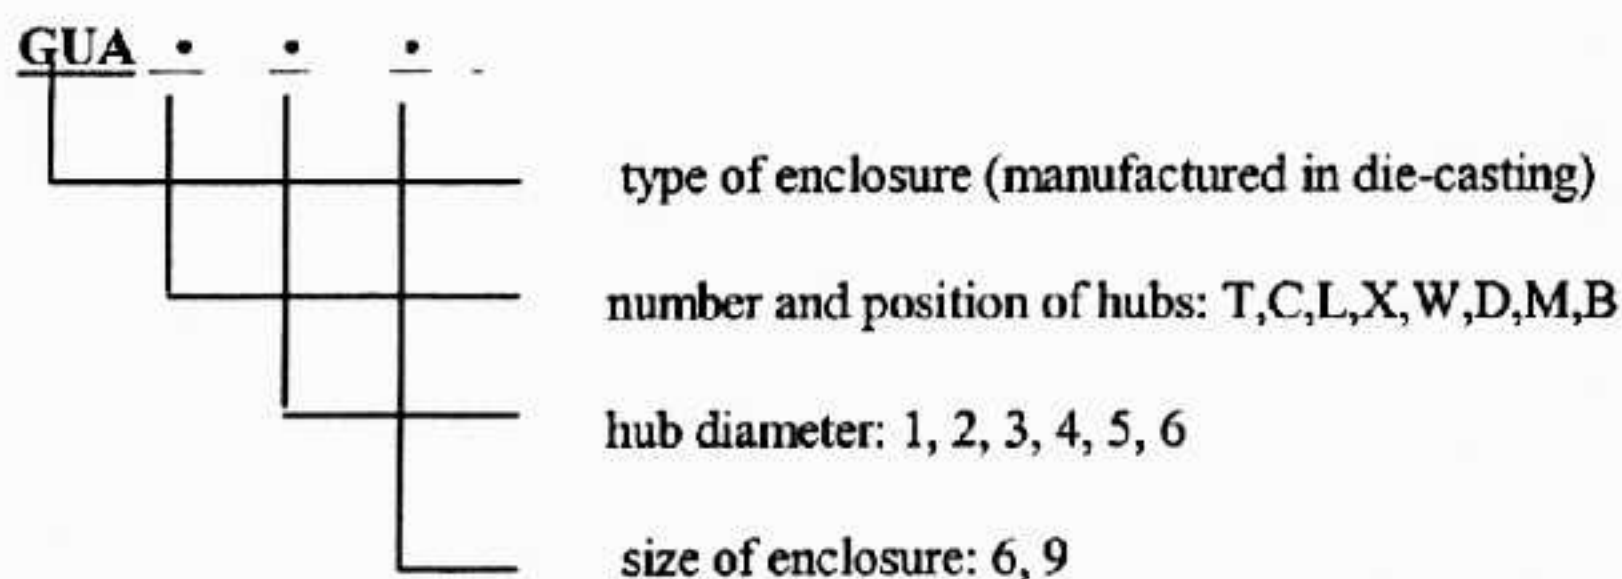 GUA . . .
type of enclosure (manufactured in die-casting)
number and position of hubs: T,C,L,X,W,D,M,B
hub diameter: 1, 2, 3, 4, 5, 6
size of enclosure: 6, 9